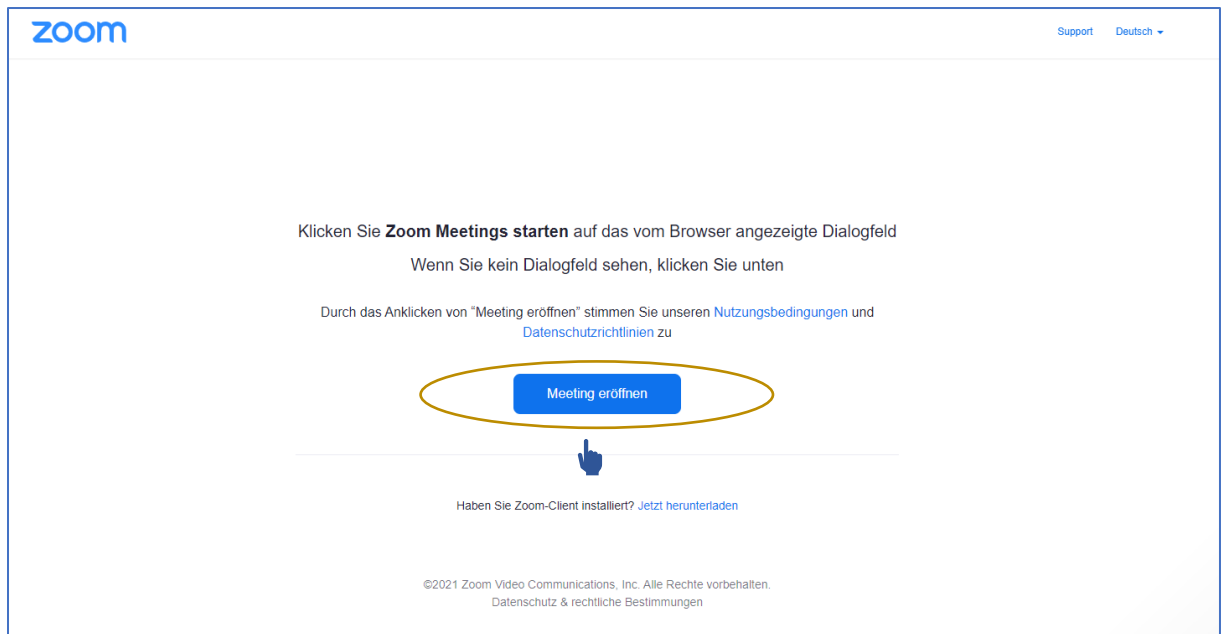 zoom
Support Deutsch
Klicken Sie Zoom Meetings starten auf das vom Browser angezeigte Dialogfeld
Wenn Sie kein Dialogfeld sehen, klicken Sie unten
Durch das Anklicken von “Meeting eröffnen” stimmen Sie unseren Nutzungsbedingungen und
Datenschutzrichtlinien zu
Meeting eröffnen
Haben Sie Zoom-Client installiert? Jetzt herunterladen
©2021 Zoom Video Communications, Inc. Alle Rechte vorbehalten.
Datenschutz & rechtliche Bestimmungen